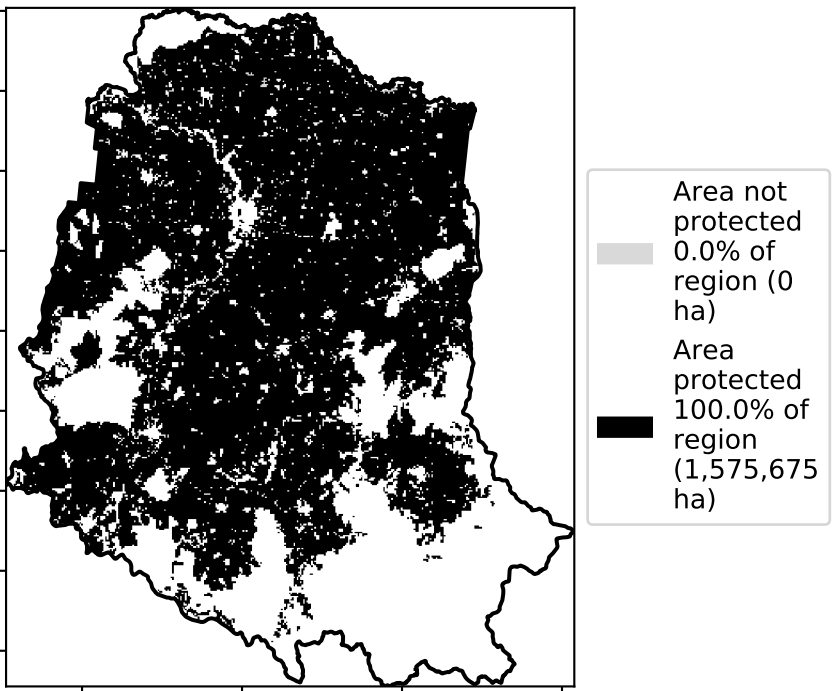 Area not
protected
0.0% of
region (0
ha)
Area
protected
100.0% of
region
(1,575,675
ha)